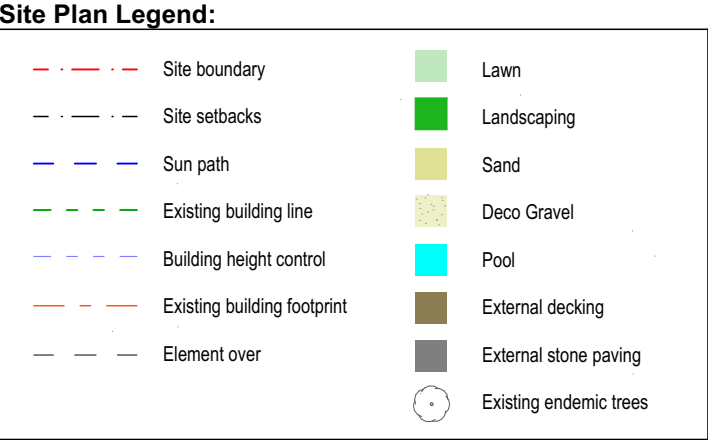 Site Plan Legend:
Site boundary
Site setbacks
Sun path
Existing building line
Building height control
Existing building footprint
Element over
Lawn
Landscaping
Sand
Deco Gravel
Pool
External decking
External stone paving
Existing endemic trees